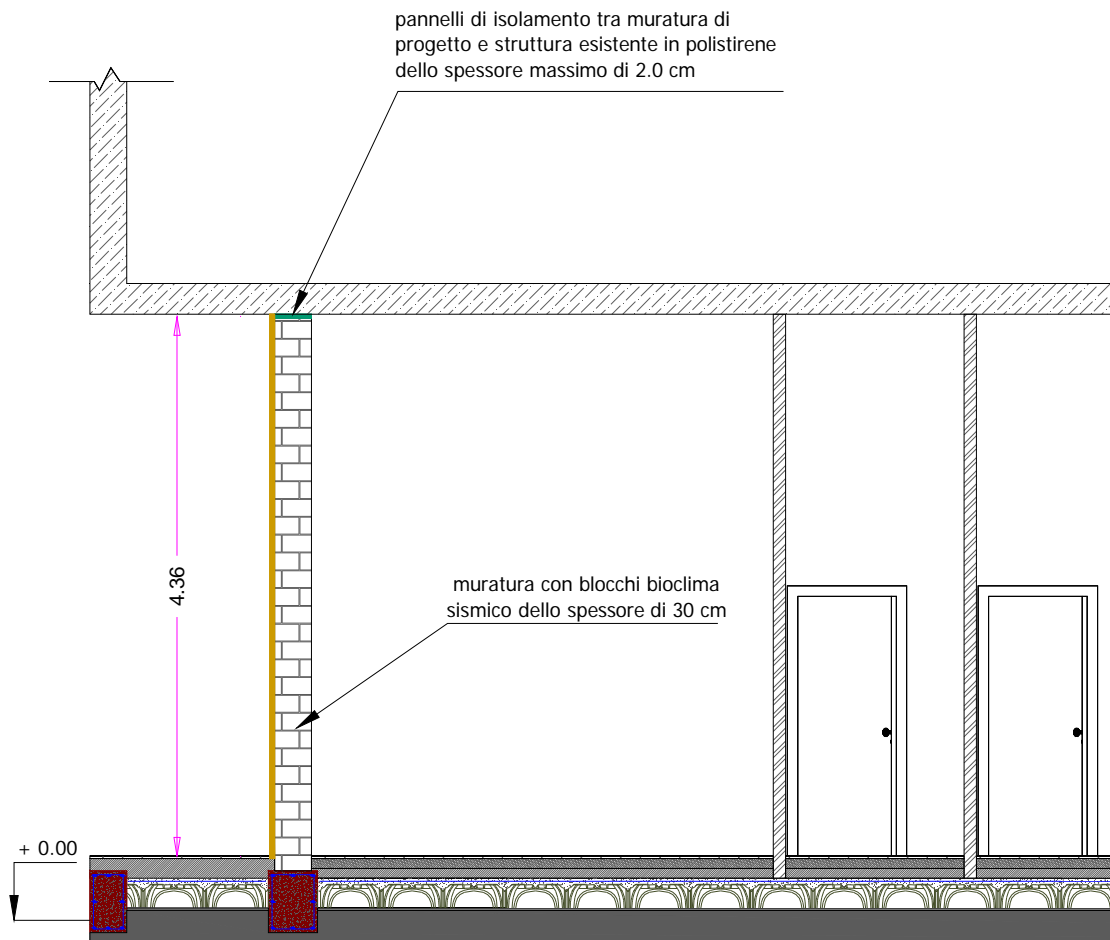 pannelli di isolamento tra muratura di
progetto e struttura esistente in polistirene
dello spessore massimo di 2.0 cm
4.36
muratura con blocchi bioclima
sismico dello spessore di 30 cm
+ 0.00